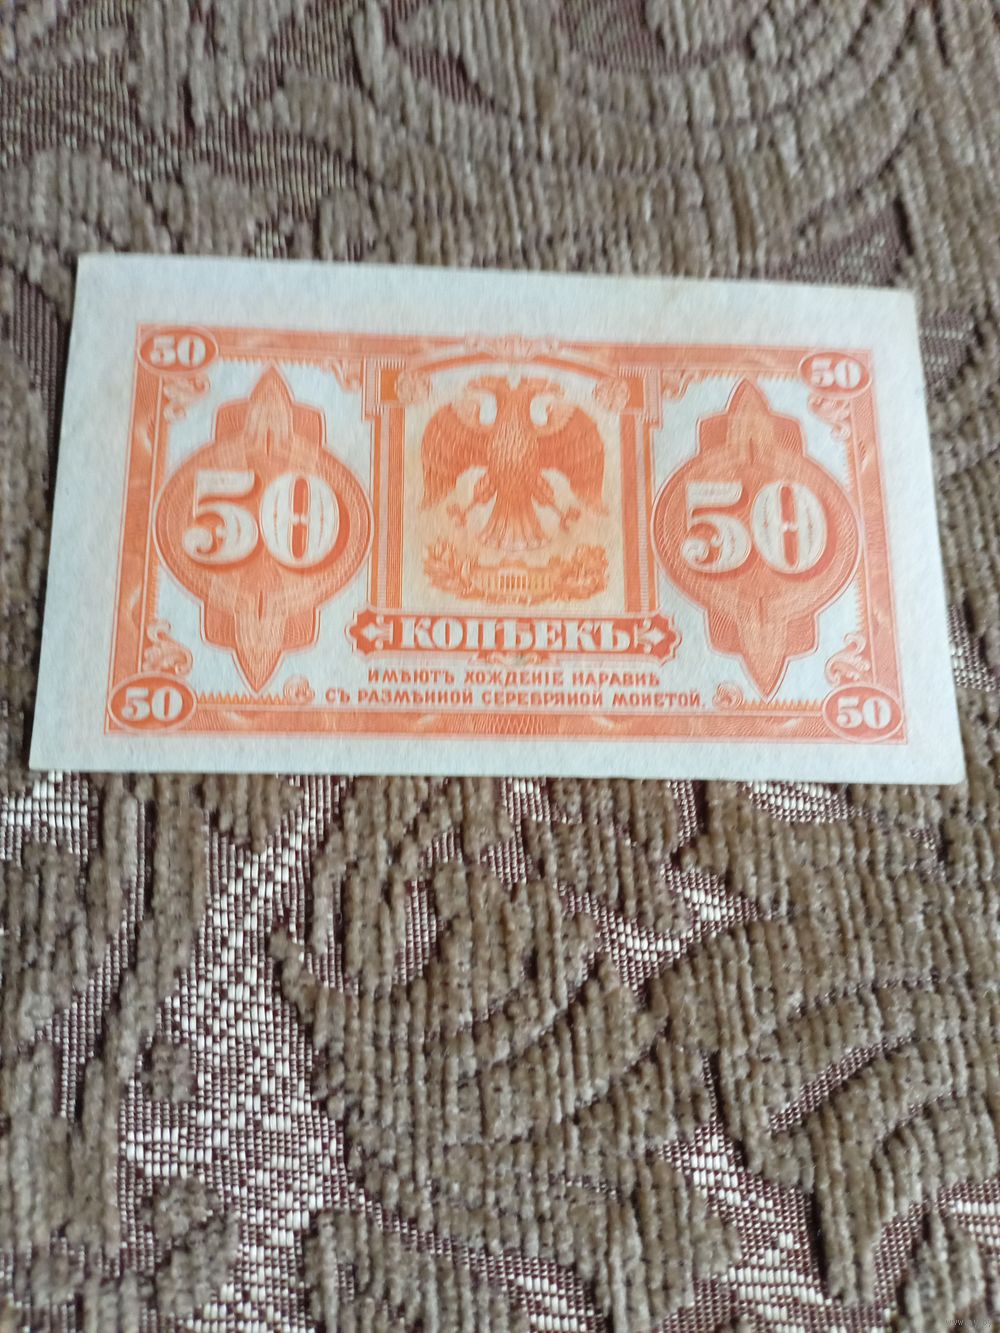 50 50
50 50
КОПѢЕКЪ
ИМѢЮТЪ ХОЖДЕНІЕ НАРАВНѢ
СЪ РАЗМѢННОЙ СЕРЕБРЯНОЙ МОНЕТОЙ.
50 50